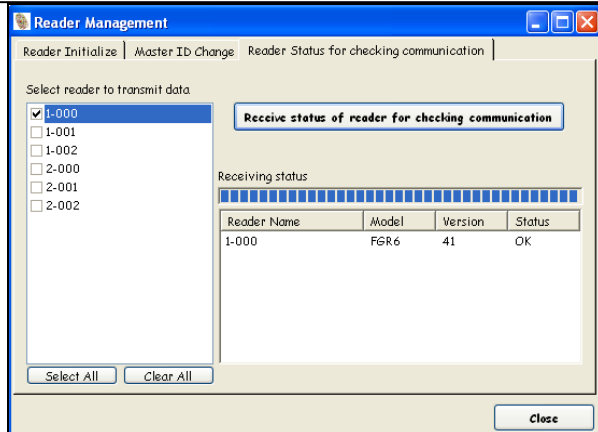 Reader Management
Reader Initialize Master ID Change Reader Status for checking communication
Select reader to transmit data
1-000
1-001
1-002
2-000
2-001
2-002
Select All Clear All
Receive status of reader for checking communication
Receiving status
Reader Name Model Version Status
1-000 FGR6 41 OK
Close